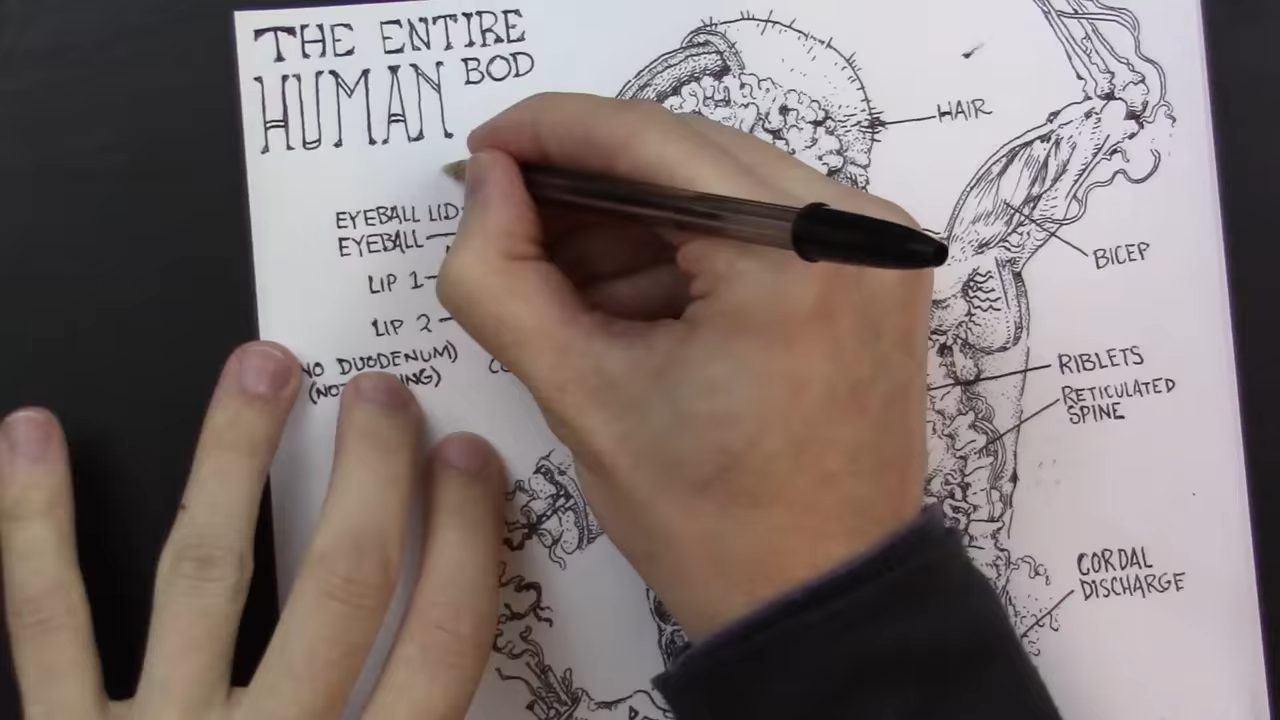 THE ENTIRE
HUMAN BOD
HAIR
EYEBALL LID
EYEBALL
LIP 1
LIP 2
NO DUODENUM)
BICEP
RIBLETS
RETICULATED
SPINE
CORDAL
DISCHARGE